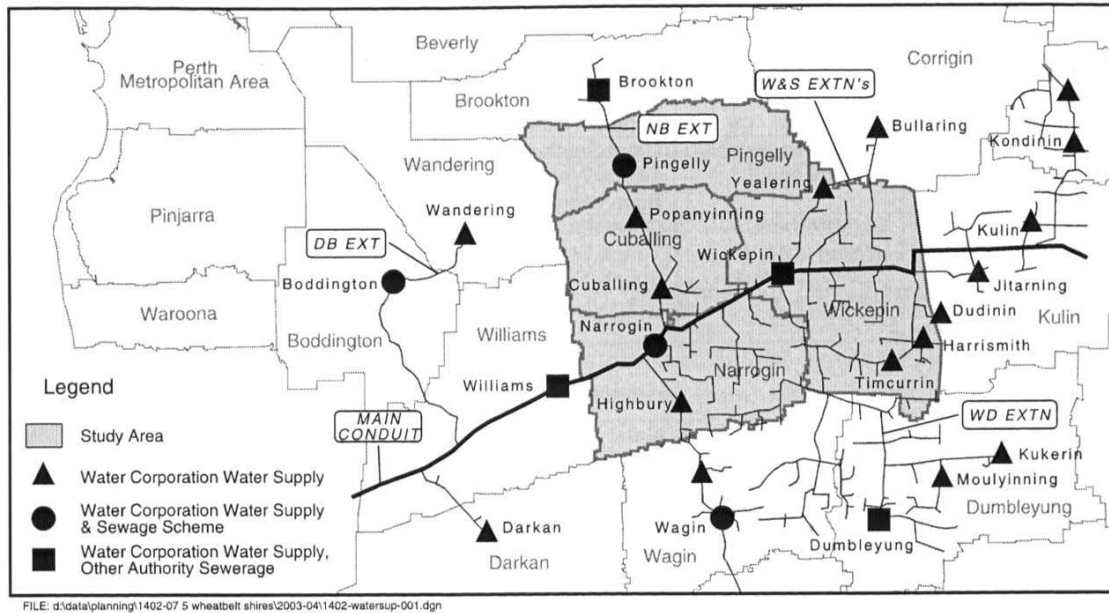 Perth
Metropolitan Area
Beverly
Corrigin
Brookton
Brookton
W&S EXTN's
Bullaring
Kondinin
NB EXT
Wandering
Pingelly
Pingelly
Yealering
Pinjarra
Wandering
Popanyinning
Cuballing
Kulin
DB EXT
Wickepin
Boddington
Cuballing
Jitarning
Waroona
Boddington
Williams
Narrogin
Wickepin
Dudinin
Kulin
Harrismith
Narrogin
Timcurrin
Williams
Highbury
Legend
MAIN
CONDUIT
WD EXTN
Study Area
Kukerin
Water Corporation Water Supply
Moulyinning
Dumbleyung
Water Corporation Water Supply
& Sewage Scheme
Darkan
Wagin
Dumbleyung
Water Corporation Water Supply,
Other Authority Sewerage
Darkan
Wagin
FILE: d:\data\planning\1402-07 5 wheatbelt shires\2003-04\1402-watersup-001.dgn